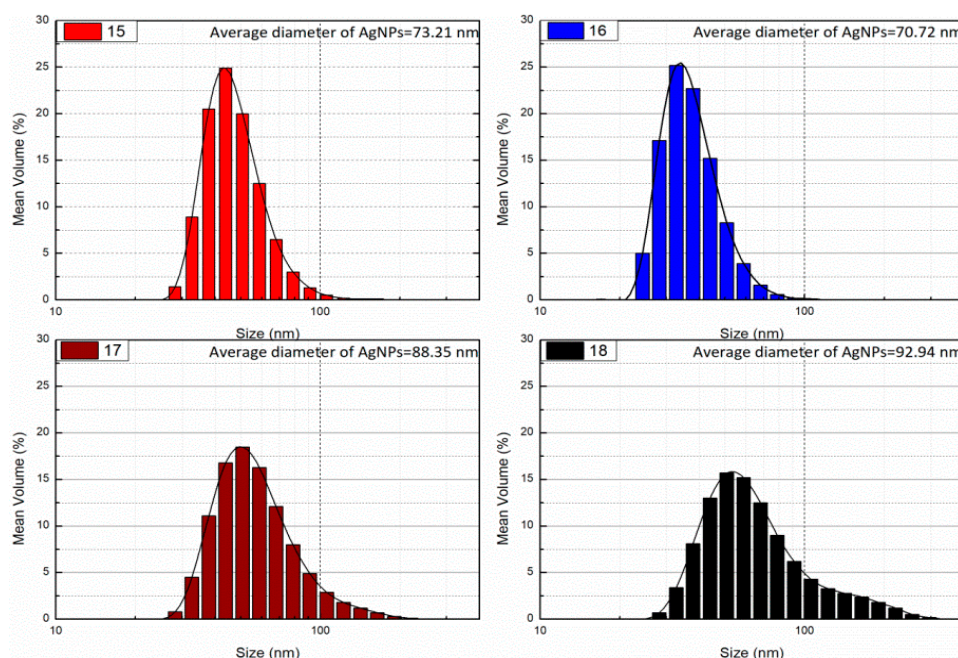 15 Average diameter of AgNPs=73.21 nm
30
25
20
15
10
5
0
Mean Volume (%)
10 100
Size (nm)
16 Average diameter of AgNPs=70.72 nm
30
25
20
15
10
5
0
Mean Volume (%)
10 100
Size (nm)
17 Average diameter of AgNPs=88.35 nm
30
25
20
15
10
5
0
Mean Volume (%)
10 100
Size (nm)
18 Average diameter of AgNPs=92.94 nm
30
25
20
15
10
5
0
Mean Volume (%)
10 100
Size (nm)